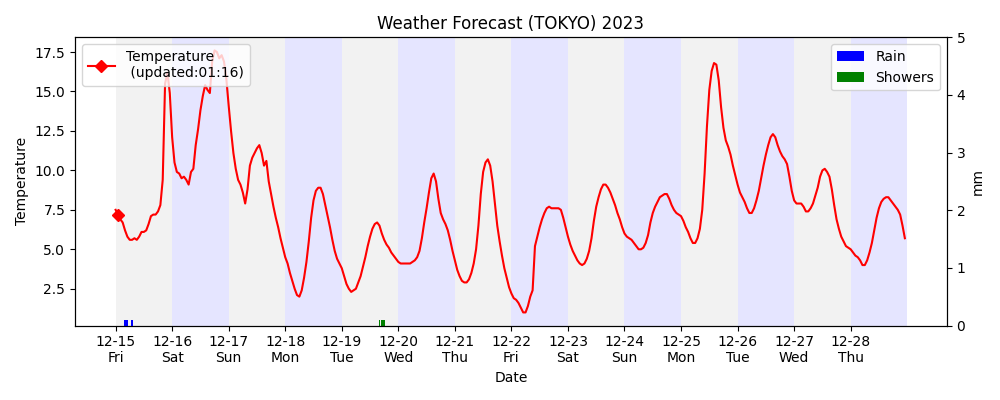 Weather Forecast (TOKYO) 2023
Temperature
(updated:01:16)
Rain
Showers
17.5
15.0
12.5
10.0
7.5
5.0
2.5
Temperature
5
4
3
2
1
0
mm
12-15 12-16 12-17 12-18 12-19 12-20 12-21 12-22 12-23 12-24 12-25 12-26 12-27 12-28
Fri Sat Sun Mon Tue Wed Thu Fri Sat Sun Mon Tue Wed Thu
Date